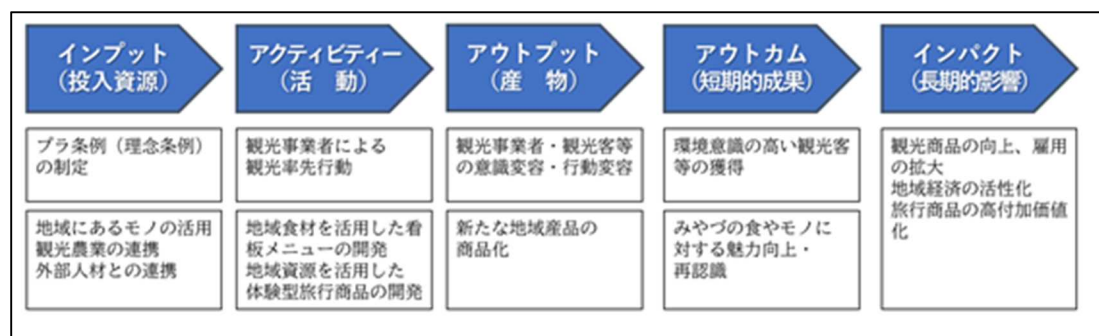 インプット
（投入資源）
アクティビティー
（活　動）
アウトプット
（産　物）
アウトカム
（短期的成果）
インパクト
（長期的影響）
プラ条例（理念条例）
の制定
観光事業者による
観光率先行動
観光事業者・観光客等
の意識変容・行動変容
環境意識の高い観光客
等の獲得
観光商品の向上、雇用
の拡大
地域経済の活性化
旅行商品の高付加価値
化
地域にあるモノの活用
観光農業の連携
外部人材との連携
地域食材を活用した看
板メニューの開発
地域資源を活用した
体験型旅行商品の開発
新たな地域産品の
商品化
みやづの食やモノに
対する魅力向上・
再認識